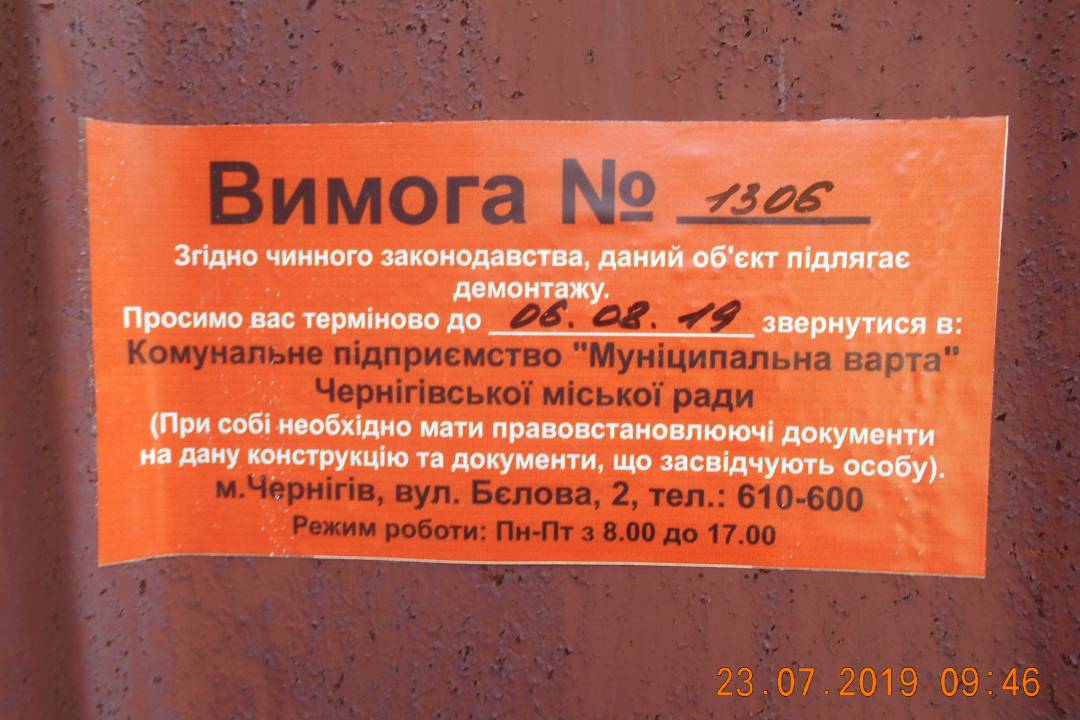 Вимога № 1306
Згідно чинного законодавства, даний об'єкт підлягає
демонтажу.
Просимо вас терміново до 06.08.19 звернутися в:
Комунальне підприємство "Муніципальна варта"
Чернігівської міської ради
(При собі необхідно мати правовстановлюючі документи
на дану конструкцію та документи, що засвідчують особу).
м.Чернігів, вул. Бєлова, 2, тел.: 610-600
Режим роботи: Пн-Пт з 8.00 до 17.00
23.07.2019 09:46